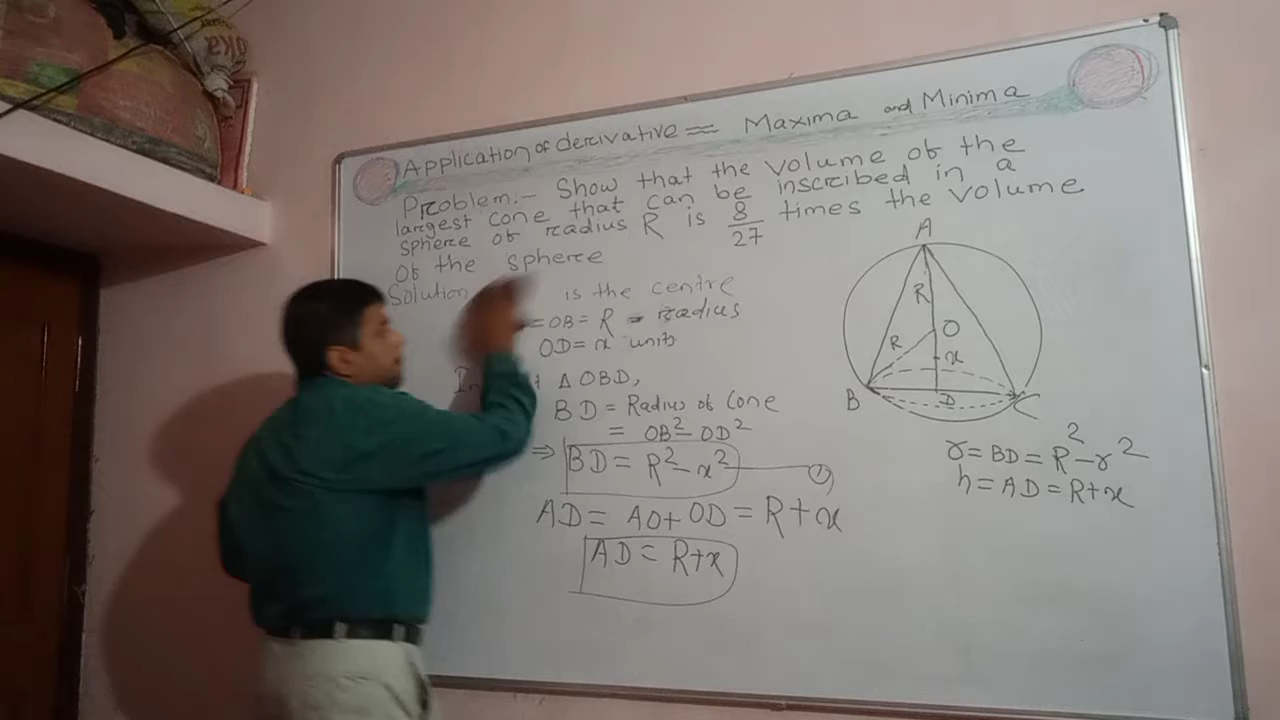 Application of derivative = Maxima and Minima
Problem:- Show that the volume of the
largest cone that can be inscribed in a
sphere of radius R is 8/27 times the volume
of the sphere
Solution is the centre
= OB = R = radius
OD = x units
In Δ OBD,
BD = Radius of Cone
= OB² - OD²
⇒ BD = R² - x² ①
AD = AO + OD = R + x
AD = R + x
A
R
O
R
x
B
D
C
r = BD = R² - r²
h = AD = R + x